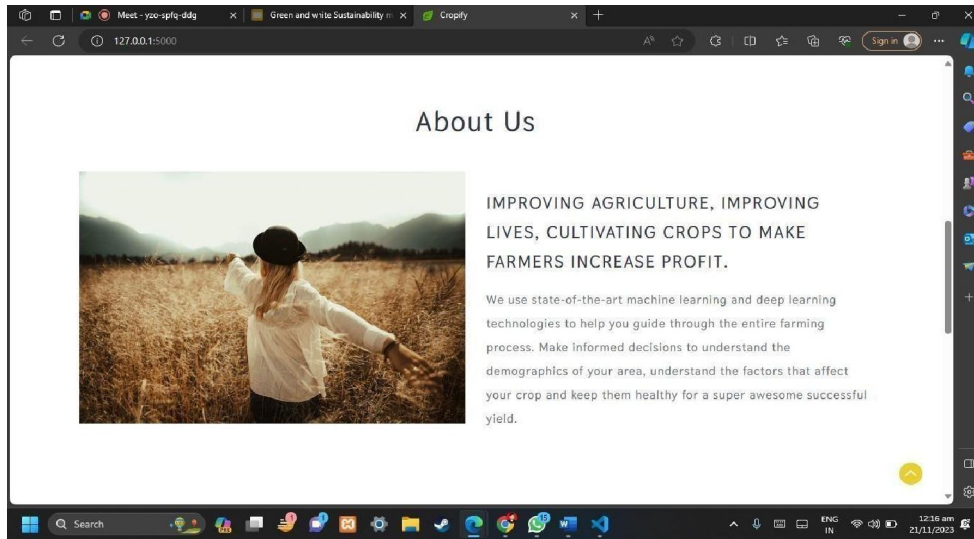 Meet - yzo-spfq-ddg
Green and white Sustainability m
Cropify
127.0.0.1:5000
Sign in
About Us
IMPROVING AGRICULTURE, IMPROVING
LIVES, CULTIVATING CROPS TO MAKE
FARMERS INCREASE PROFIT.
We use state-of-the-art machine learning and deep learning
technologies to help you guide through the entire farming
process. Make informed decisions to understand the
demographics of your area, understand the factors that affect
your crop and keep them healthy for a super awesome successful
yield.
Search
ENG
IN
12:16 am
21/11/2023